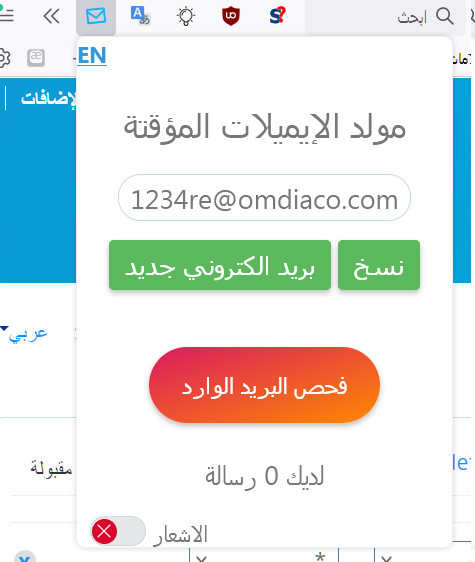 ابحث
EN
لإضافات
مولد الإيميلات المؤقتة
1234re@omdiaco.com
نسخ
بريد الكتروني جديد
عربي
فحص البريد الوارد
مقبولة
لديك 0 رسالة
الاشعار
*